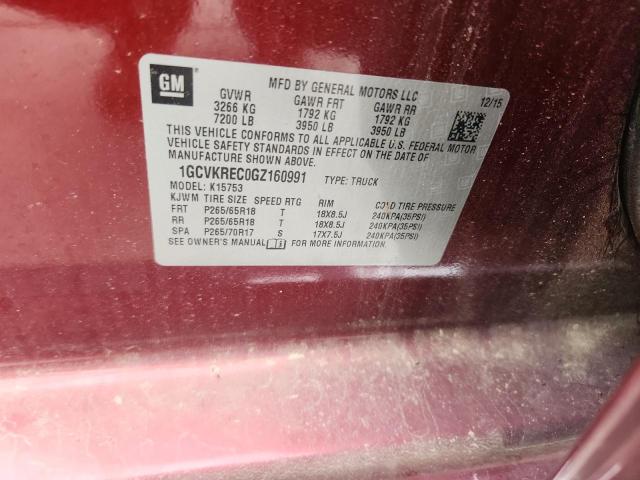 GM
MFD BY GENERAL MOTORS LLC
12/15
GVWR GAWR FRT GAWR RR
3266 KG 1792 KG 1792 KG
7200 LB 3950 LB 3950 LB
THIS VEHICLE CONFORMS TO ALL APPLICABLE U.S. FEDERAL MOTOR
VEHICLE SAFETY STANDARDS IN EFFECT ON THE DATE OF
MANUFACTURE SHOWN ABOVE.
1GCVKREC0GZ160991 TYPE: TRUCK
MODEL: K15753
KJWM TIRE SIZE SPEED RTG RIM COLD TIRE PRESSURE
FRT P265/65R18 T 18X8.5J 240KPA(35PSI)
RR P265/65R18 T 18X8.5J 240KPA(35PSI)
SPA P265/70R17 S 17X7.5J 240KPA(35PSI)
SEE OWNER'S MANUAL FOR MORE INFORMATION.